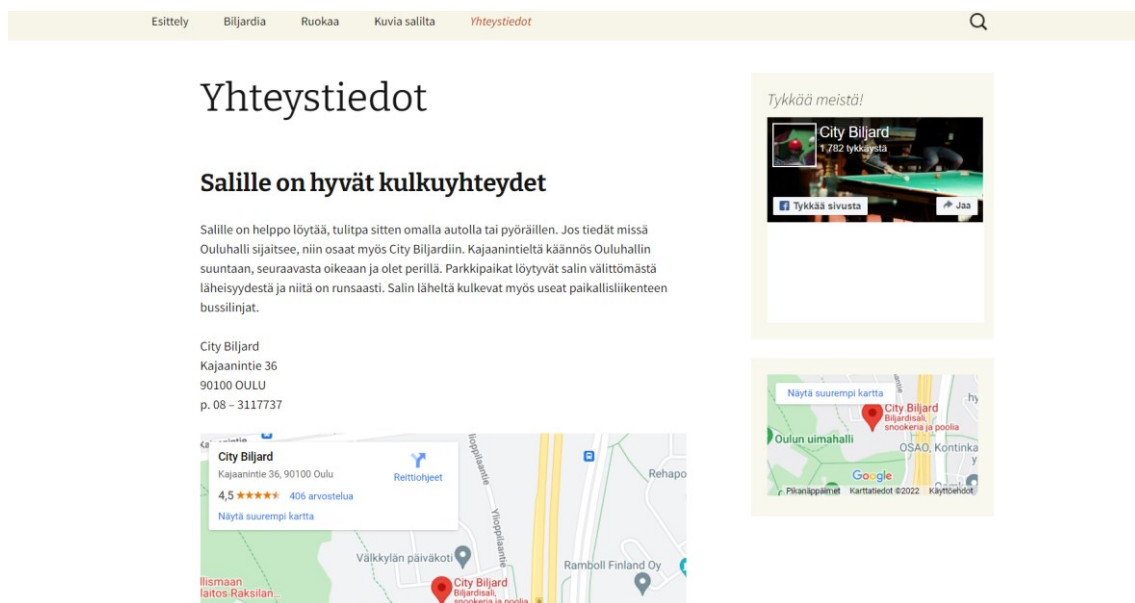 Esittely Biljardia Ruokaa Kuvia salilta Yhteystiedot
Yhteystiedot
Salille on hyvät kulkuyhteydet
Salille on helppo löytää, tulitpa sitten omalla autolla tai pyöräillen. Jos tiedät missä
Ouluhalli sijaitsee, niin osaat myös City Biljardiin. Kajaanintieltä käännös Ouluhallin
suuntaan, seuraavasta oikeaan ja olet perillä. Parkkipaikat löytyvät salin välittömästä
läheisyydestä ja niitä on runsaasti. Salin läheltä kulkevat myös useat paikallisliikenteen
bussilinjat.
City Biljard
Kajaanintie 36
90100 OULU
p. 08 – 3117737
City Biljard
Kajaanintie 36, 90100 Oulu
Reittiohjeet
4,5 406 arvostelua
Näytä suurempi kartta
Ylioppilaantie
Välkkylän päiväkoti
Ramboll Finland Oy
City Biljard
Biljardisali,
snookeria ja poolia
Tykkää meistä!
City Biljard
1 782 tykkäystä
Tykkää sivusta Jaa
Näytä suurempi kartta
City Biljard
Biljardisali,
snookeria ja poolia
Oulun uimahalli
OSAO, Kontinka
Google
Pikanäppäimet Karttatiedot ©2022 Käyttöehdot